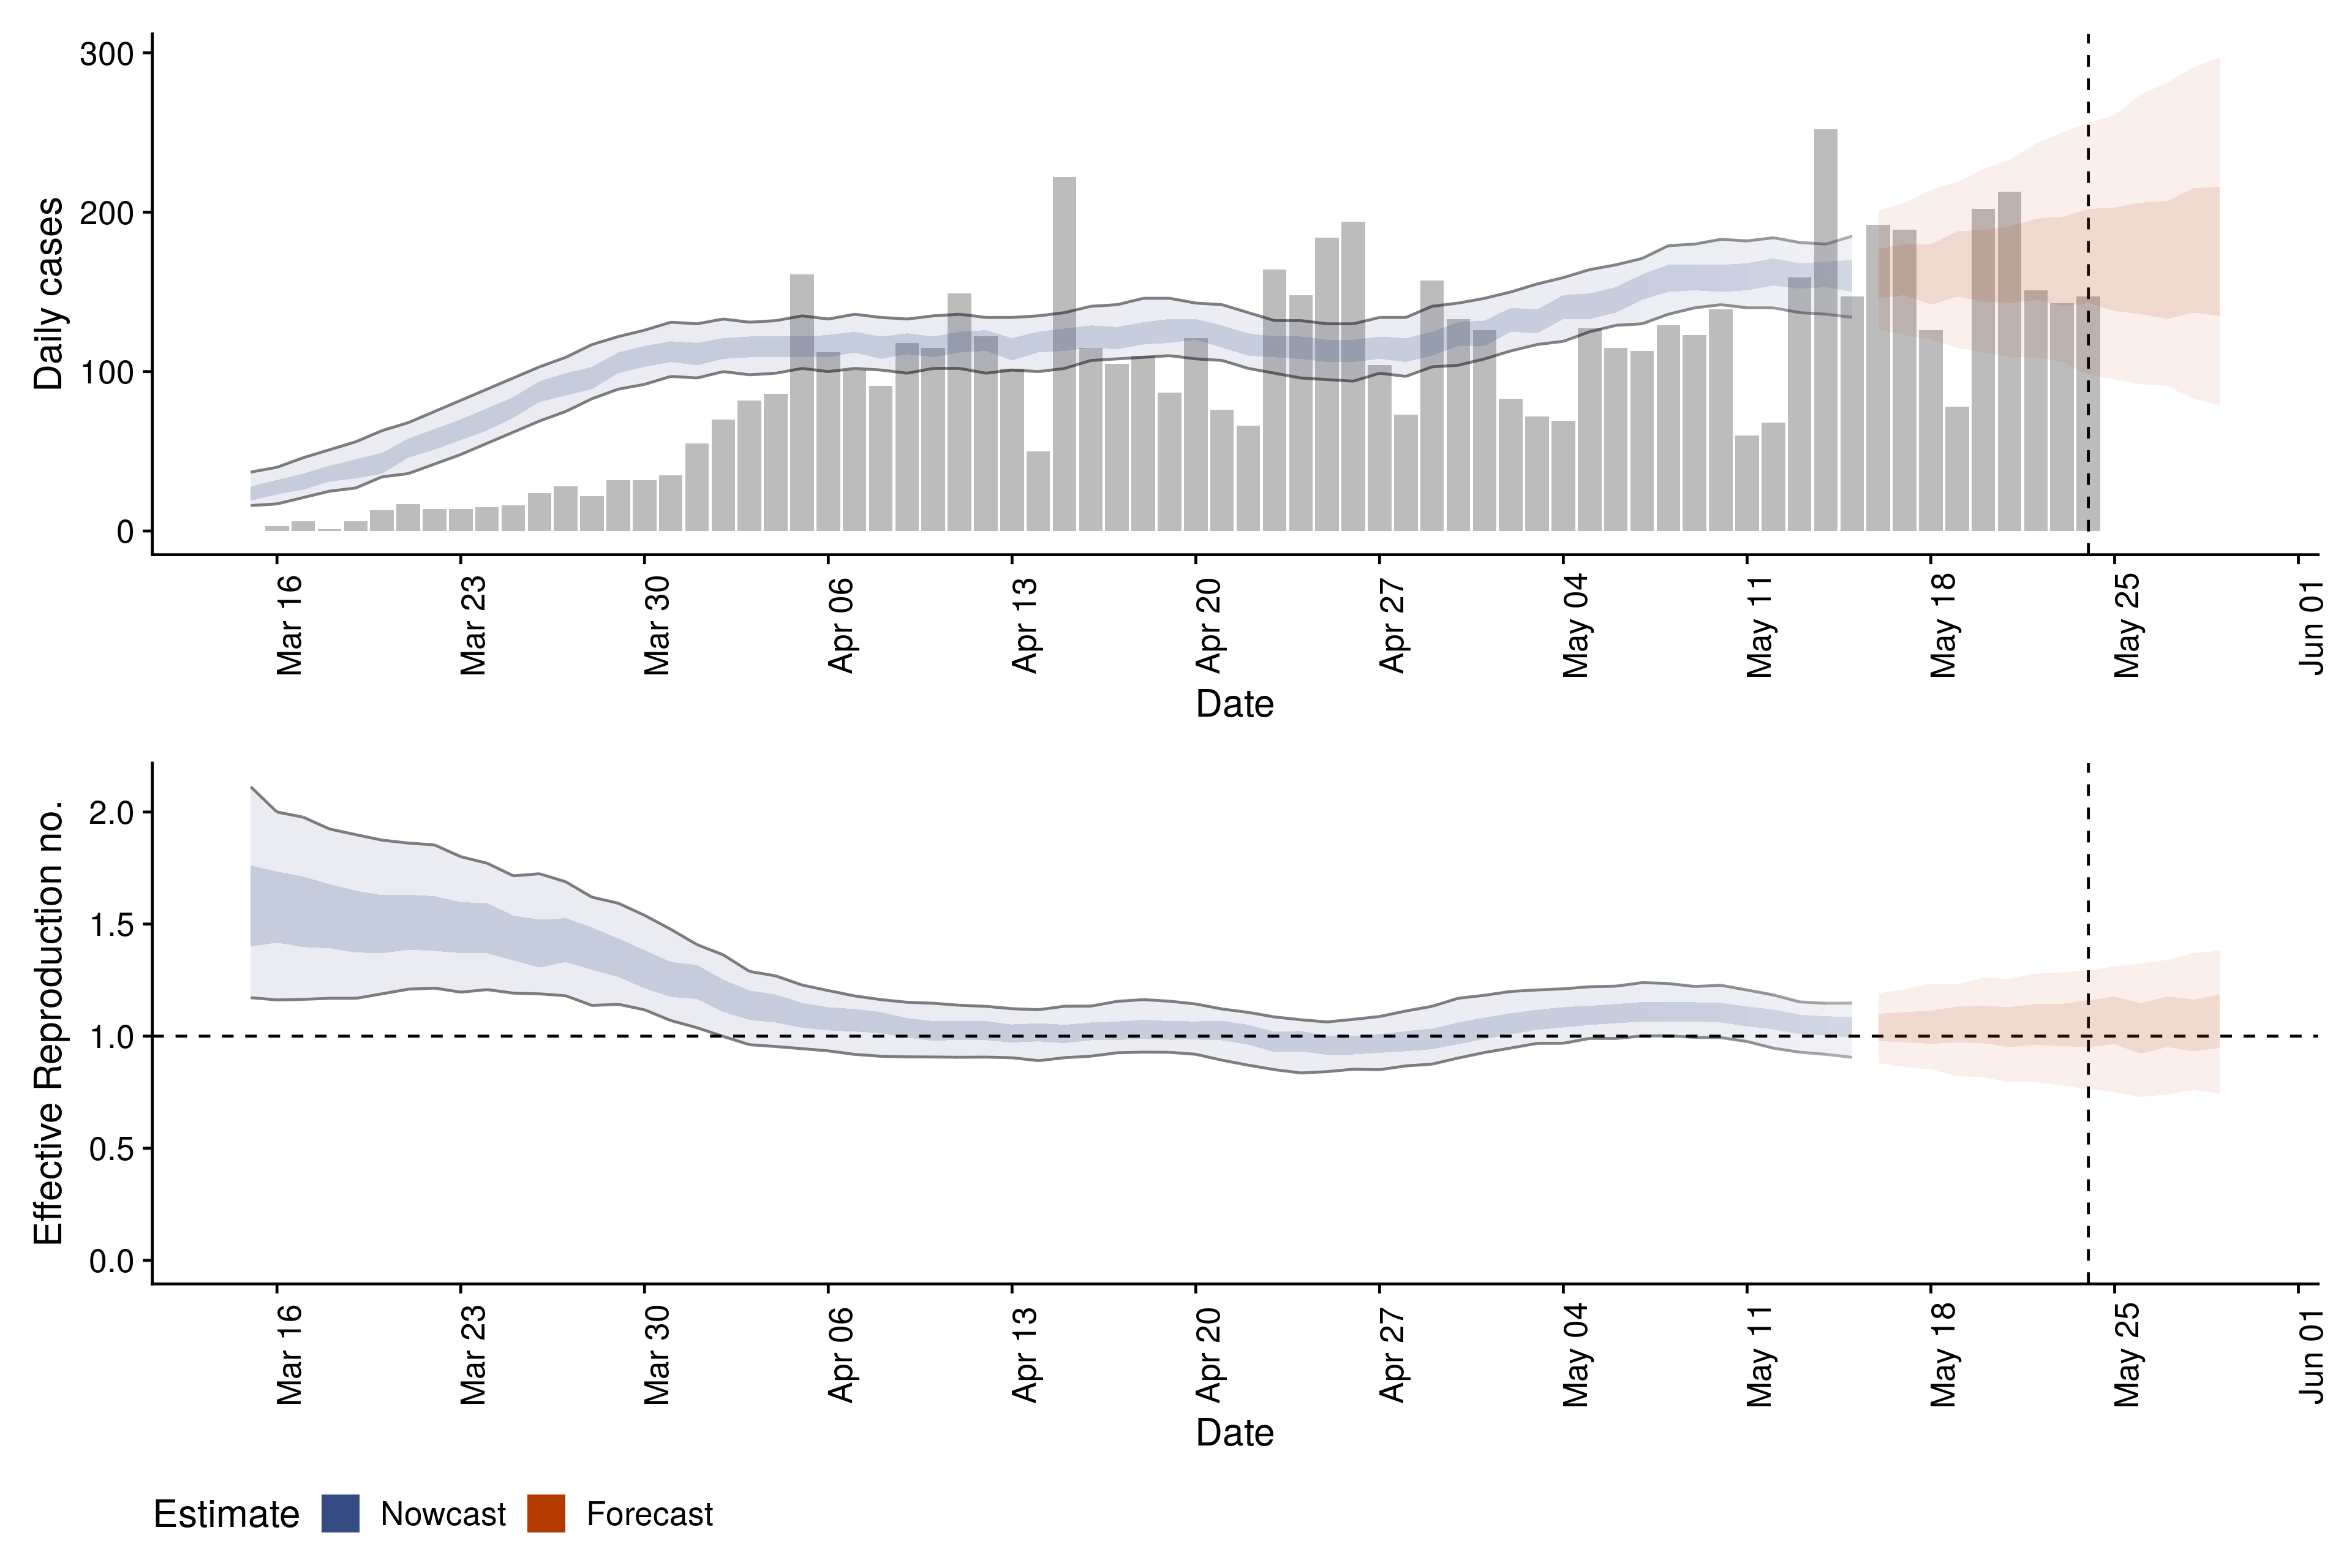 Daily cases
300
200
100
0
Mar 16
Mar 23
Mar 30
Apr 06
Apr 13
Apr 20
Apr 27
May 04
May 11
May 18
May 25
Jun 01
Date
Effective Reproduction no.
2.0
1.5
1.0
0.5
0.0
Mar 16
Mar 23
Mar 30
Apr 06
Apr 13
Apr 20
Apr 27
May 04
May 11
May 18
May 25
Jun 01
Date
Estimate Nowcast Forecast